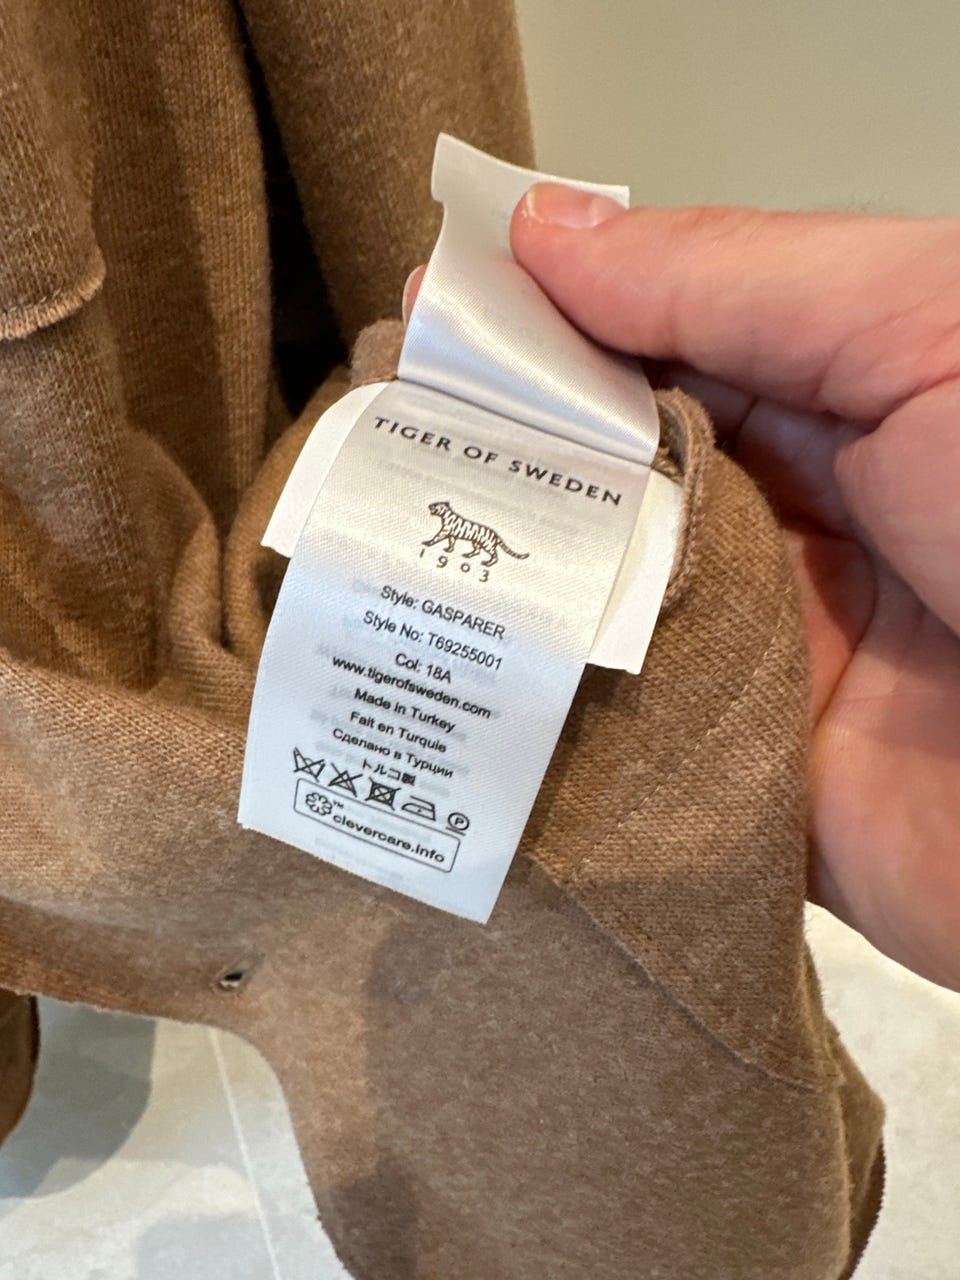 TIGER OF SWEDEN
1903
Style: GASPARER
Style No: T69255001
Col: 18A
www.tigerofsweden.com
Made in Turkey
Fait en Turquie
Сделано в Турции
トルコ製
P
™
clevercare.info